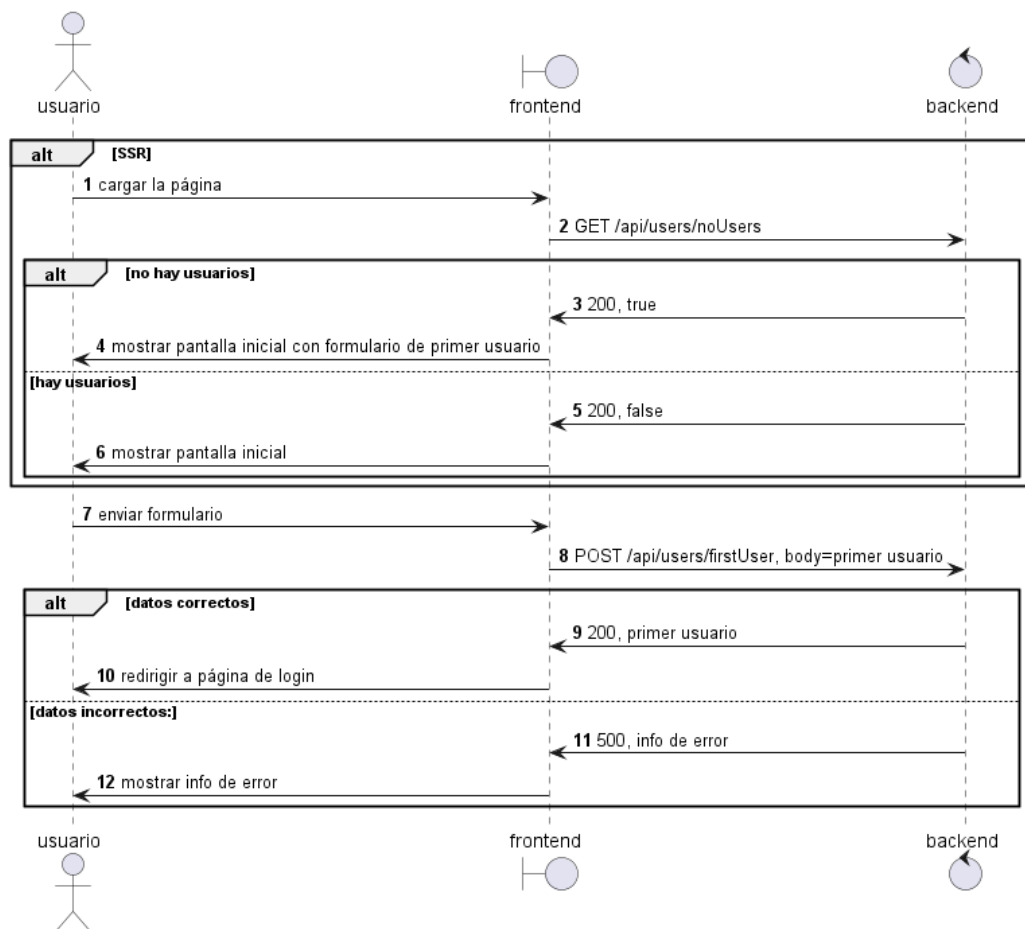 usuario
frontend
backend
alt [SSR]
1 cargar la página
2 GET /api/users/noUsers
alt [no hay usuarios]
3 200, true
4 mostrar pantalla inicial con formulario de primer usuario
[hay usuarios]
5 200, false
6 mostrar pantalla inicial
7 enviar formulario
8 POST /api/users/firstUser, body=primer usuario
alt [datos correctos]
9 200, primer usuario
10 redirigir a página de login
[datos incorrectos:]
11 500, info de error
12 mostrar info de error
usuario
frontend
backend